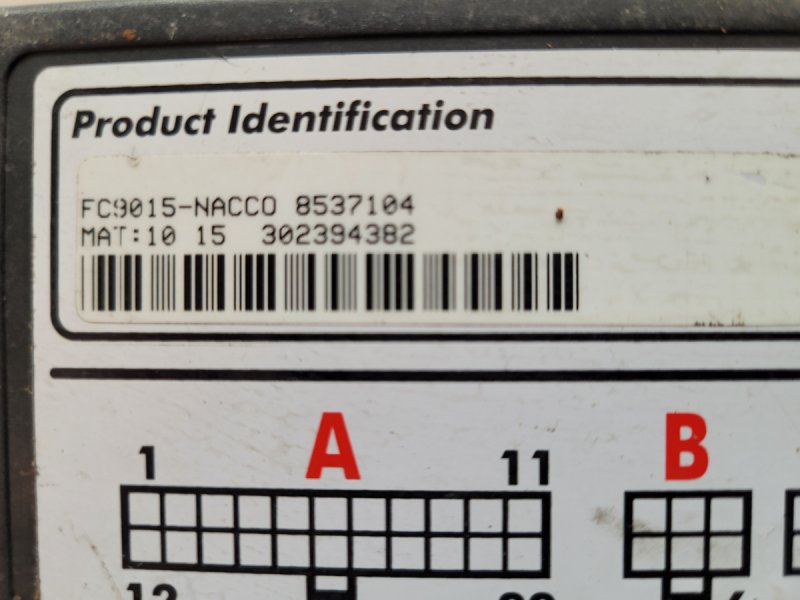 Product Identification
FC9015-NACCO 8537104
MAT:10 15 302394382
A B
1 11